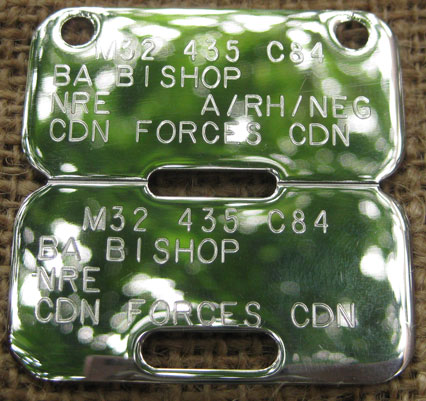 M32 435 C84
BA BISHOP
NRE A/RH/NEG
CDN FORCES CDN
M32 435 C84
BA BISHOP
NRE
CDN FORCES CDN